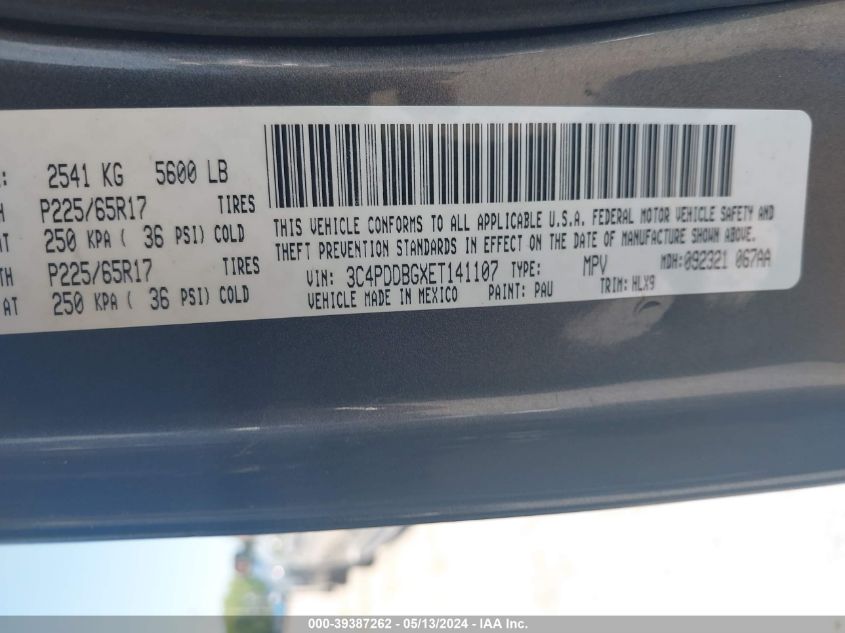 : 2541 KG 5600 LB
H P225/65R17 TIRES
AT 250 KPA ( 36 PSI) COLD
TH P225/65R17 TIRES
AT 250 KPA ( 36 PSI) COLD
THIS VEHICLE CONFORMS TO ALL APPLICABLE U.S.A. FEDERAL MOTOR VEHICLE SAFETY AND
THEFT PREVENTION STANDARDS IN EFFECT ON THE DATE OF MANUFACTURE SHOWN ABOVE.
VIN: 3C4PDDBGXET141107 TYPE: MPV MDH:092321 067AA
VEHICLE MADE IN MEXICO PAINT: PAU TRIM: HLX9
000-39387262 - 05/13/2024 - IAA Inc.